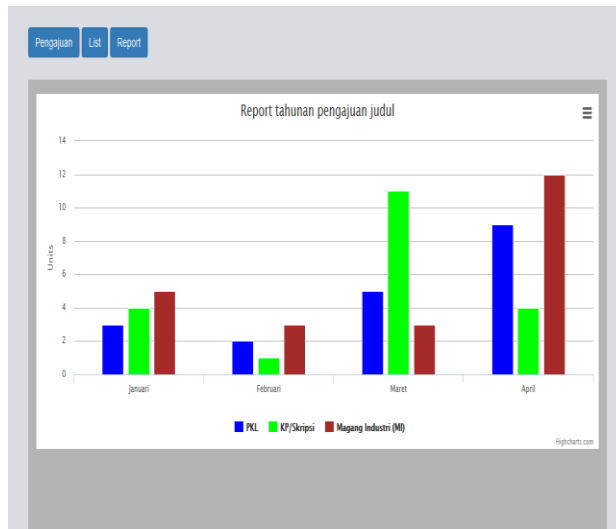 Pengajuan List Report
Report tahunan pengajuan judul
Units
14
12
10
8
6
4
2
0
Januari Februari Maret April
PKL KP/Skripsi Magang Industri (MI)
Highcharts.com